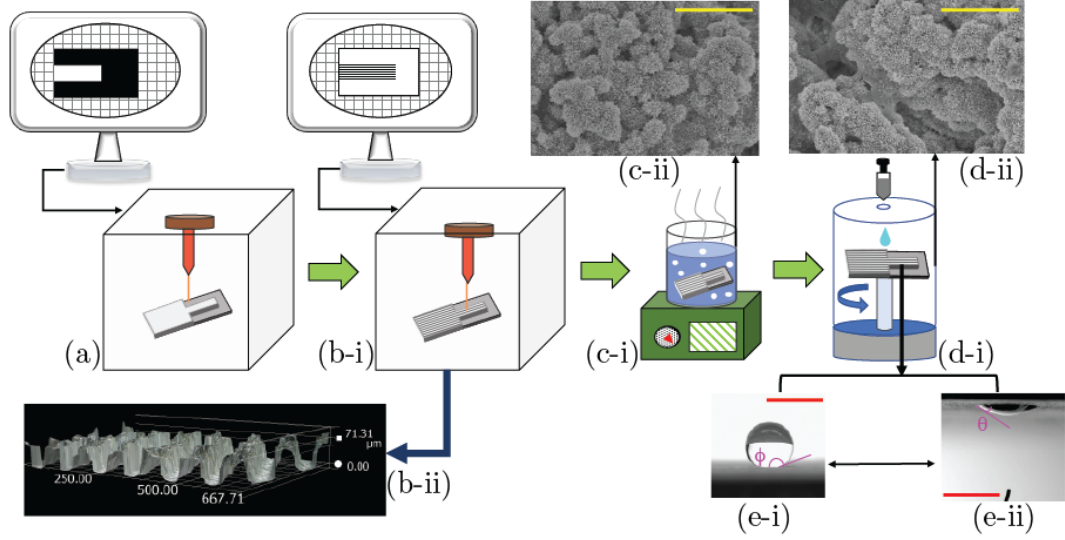 (c-ii)
(d-ii)
(a)
(b-i)
(c-i)
(d-i)
71.31
μm
0.00
250.00
500.00
667.71
(b-ii)
ϕ
θ
(e-i)
(e-ii)